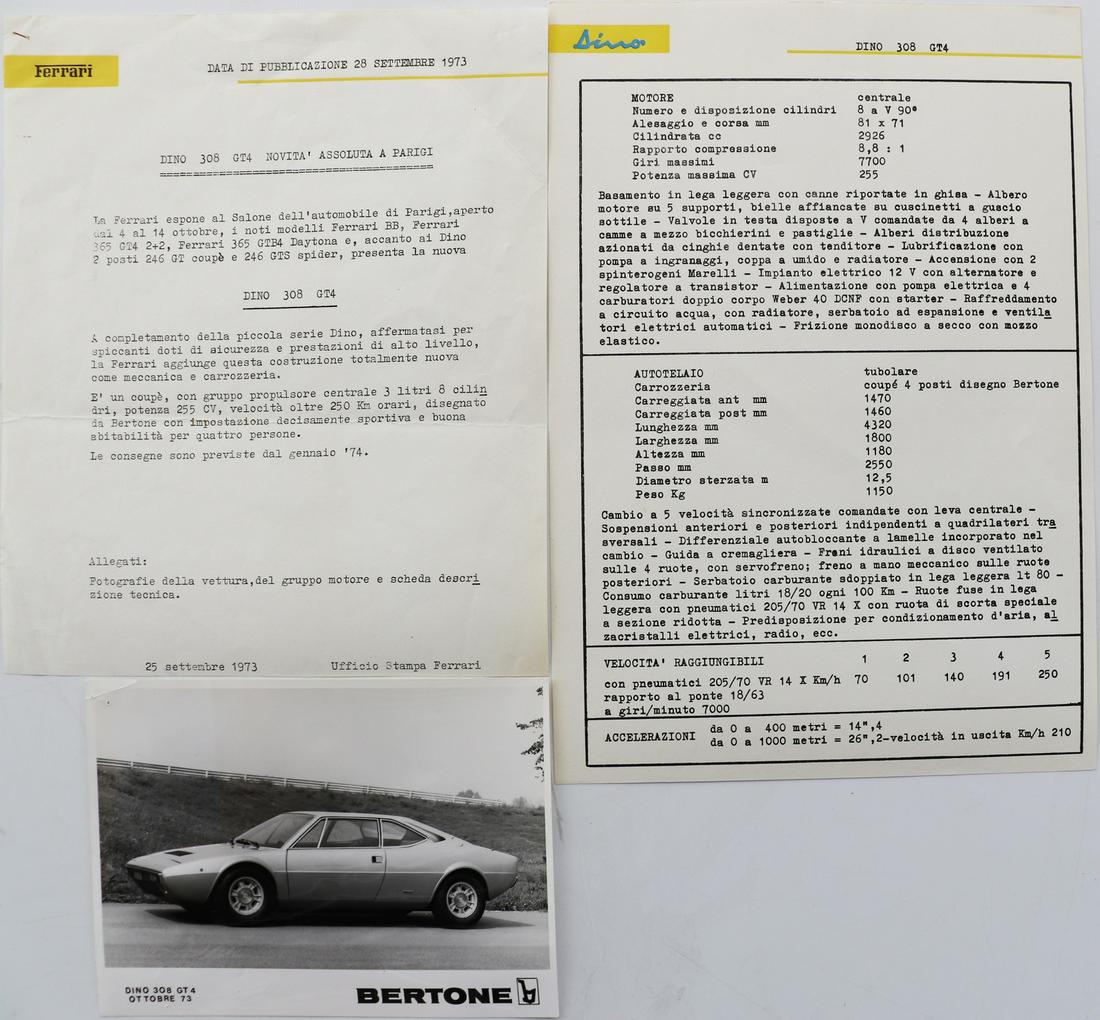 Ferrari
DATA DI PUBBLICAZIONE 28 SETTEMBRE 1973
DINO 308 GT4 NOVITA' ASSOLUTA A PARIGI
La Ferrari espone al Salone dell'automobile di Parigi,aperto
dal 4 al 14 ottobre, i noti modelli Ferrari BB, Ferrari
365 GT4 2+2, Ferrari 365 GTB4 Daytona e, accanto ai Dino
2 posti 246 GT coupè e 246 GTS spider, presenta la nuova
DINO 308 GT4
A completamento della piccola serie Dino, affermatasi per
spiccanti doti di sicurezza e prestazioni di alto livello,
la Ferrari aggiunge questa costruzione totalmente nuova
come meccanica e carrozzeria.
E' un coupè, con gruppo propulsore centrale 3 litri 8 cilin
dri, potenza 255 CV, velocità oltre 250 Km orari, disegnato
da Bertone con impostazione decisamente sportiva e buona
abitabilità per quattro persone.
Le consegne sono previste dal gennaio '74.
Allegati:
Fotografie della vettura,del gruppo motore e scheda descri
zione tecnica.
25 settembre 1973 Ufficio Stampa Ferrari
Dino
DINO 308 GT4
MOTORE centrale
Numero e disposizione cilindri 8 a V 90°
Alesaggio e corsa mm 81 x 71
Cilindrata cc 2926
Rapporto compressione 8,8 : 1
Giri massimi 7700
Potenza massima CV 255
Basamento in lega leggera con canne riportate in ghisa - Albero
motore su 5 supporti, bielle affiancate su cuscinetti a guscio
sottile - Valvole in testa disposte a V comandate da 4 alberi a
camme a mezzo bicchierini e pastiglie - Alberi distribuzione
azionati da cinghie dentate con tenditore - Lubrificazione con
pompa a ingranaggi, coppa a umido e radiatore - Accensione con 2
spinterogeni Marelli - Impianto elettrico 12 V con alternatore e
regolatore a transistor - Alimentazione con pompa elettrica e 4
carburatori doppio corpo Weber 40 DCNF con starter - Raffreddamento
a circuito acqua, con radiatore, serbatoio ad espansione e ventila
tori elettrici automatici - Frizione monodisco a secco con mozzo
elastico.
AUTOTELAIO tubolare
Carrozzeria coupé 4 posti disegno Bertone
Carreggiata ant mm 1470
Carreggiata post mm 1460
Lunghezza mm 4320
Larghezza mm 1800
Altezza mm 1180
Passo mm 2550
Diametro sterzata m 12,5
Peso Kg 1150
Cambio a 5 velocità sincronizzate comandate con leva centrale -
Sospensioni anteriori e posteriori indipendenti a quadrilateri tra
sversali - Differenziale autobloccante a lamelle incorporato nel
cambio - Guida a cremagliera - Freni idraulici a disco ventilato
sulle 4 ruote, con servofreno; freno a mano meccanico sulle ruote
posteriori - Serbatoio carburante sdoppiato in lega leggera lt 80 -
Consumo carburante litri 18/20 ogni 100 Km - Ruote fuse in lega
leggera con pneumatici 205/70 VR 14 X con ruota di scorta speciale
a sezione ridotta - Predisposizione per condizionamento d'aria, al
zacristalli elettrici, radio, ecc.
VELOCITA' RAGGIUNGIBILI 1 2 3 4 5
con pneumatici 205/70 VR 14 X Km/h 70 101 140 191 250
rapporto al ponte 18/63
a giri/minuto 7000
ACCELERAZIONI da 0 a 400 metri = 14",4
da 0 a 1000 metri = 26",2-velocità in uscita Km/h 210
DINO 308 GT4
OTTOBRE 73
BERTONE